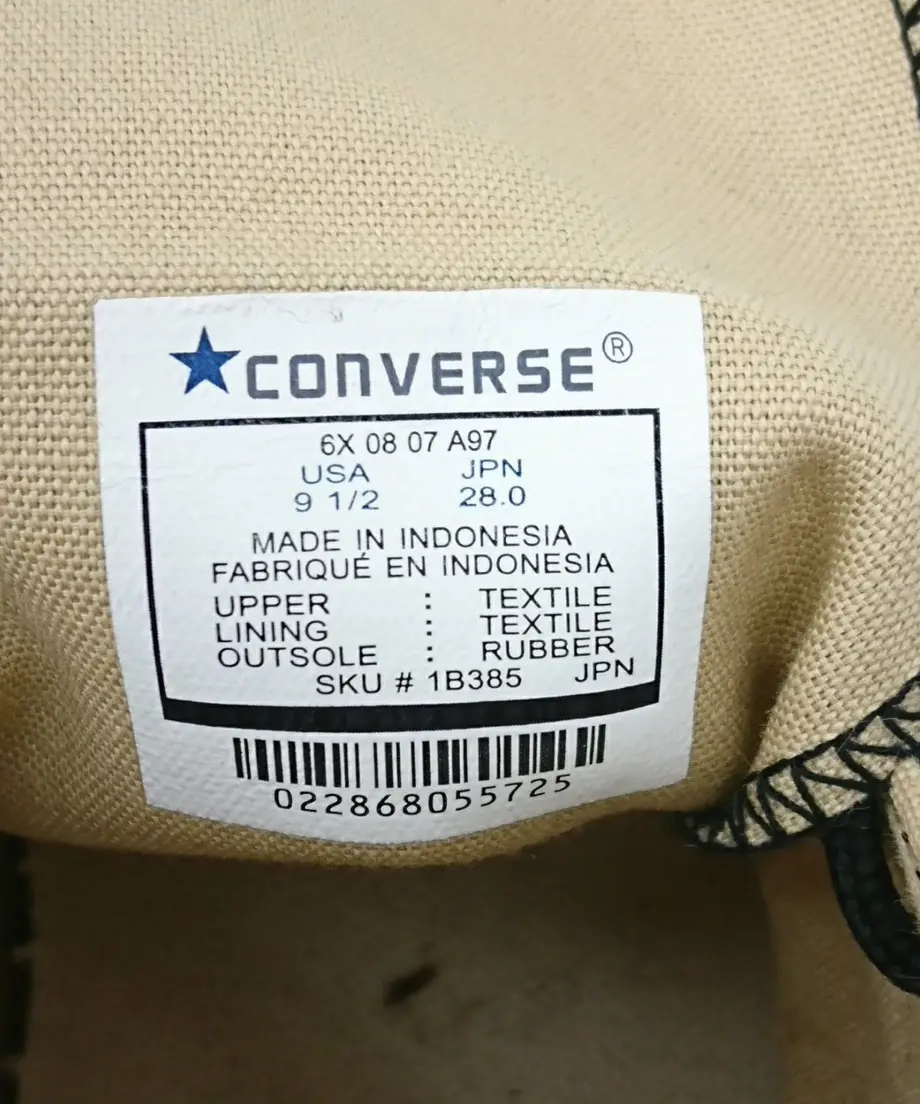 CONVERSE®
6X 08 07 A97
USA JPN
9 1/2 28.0
MADE IN INDONESIA
FABRIQUÉ EN INDONESIA
UPPER : TEXTILE
LINING : TEXTILE
OUTSOLE : RUBBER
SKU # 1B385 JPN
022868055725